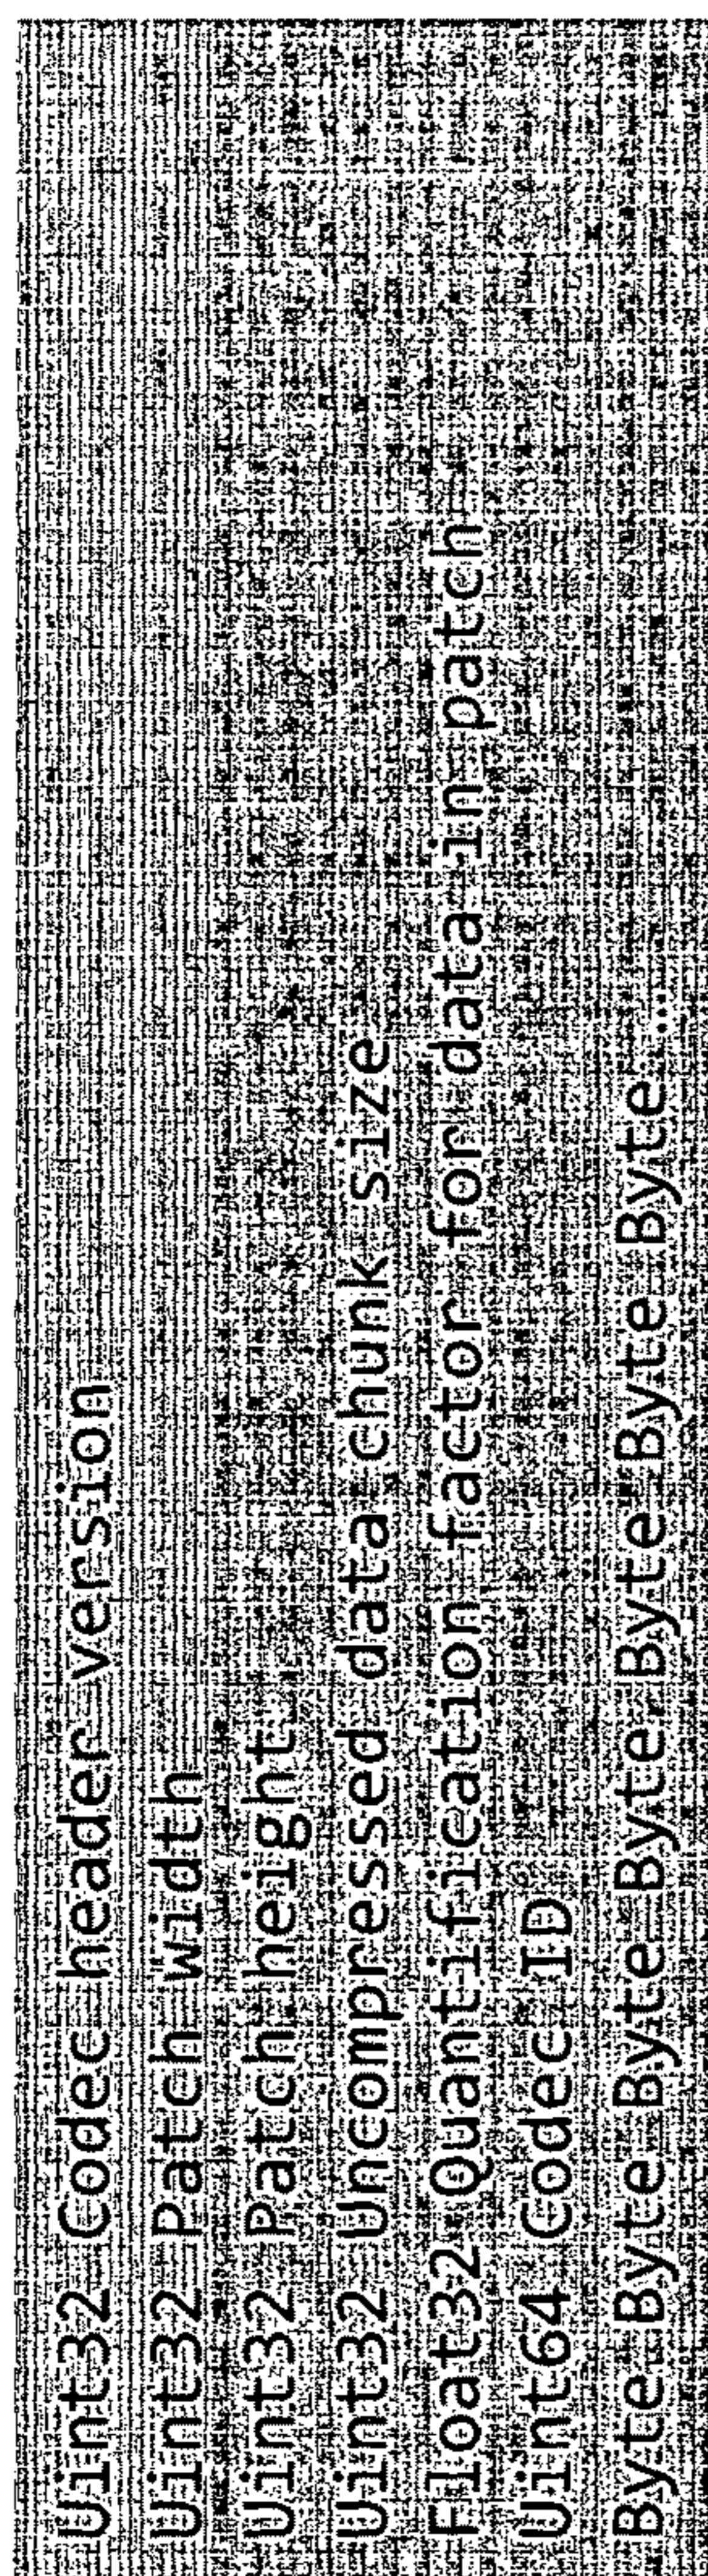 Uint32 Codec header version
Uint32 Patch width
Uint32 Patch height
Uint32 Uncompressed data chunk size
Float32 Quantification factor for data in patch
Uint64 Codec ID
Byte Byte Byte Byte Byte Byte Byte ...